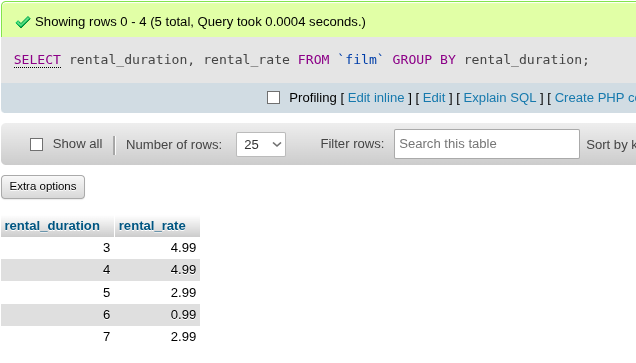 Showing rows 0 - 4 (5 total, Query took 0.0004 seconds.)
SELECT rental_duration, rental_rate FROM `film` GROUP BY rental_duration;
Profiling [ Edit inline ] [ Edit ] [ Explain SQL ] [ Create PHP
Show all Number of rows: 25 Filter rows: Search this table Sort by
Extra options
rental_duration rental_rate
3 4.99
4 4.99
5 2.99
6 0.99
7 2.99